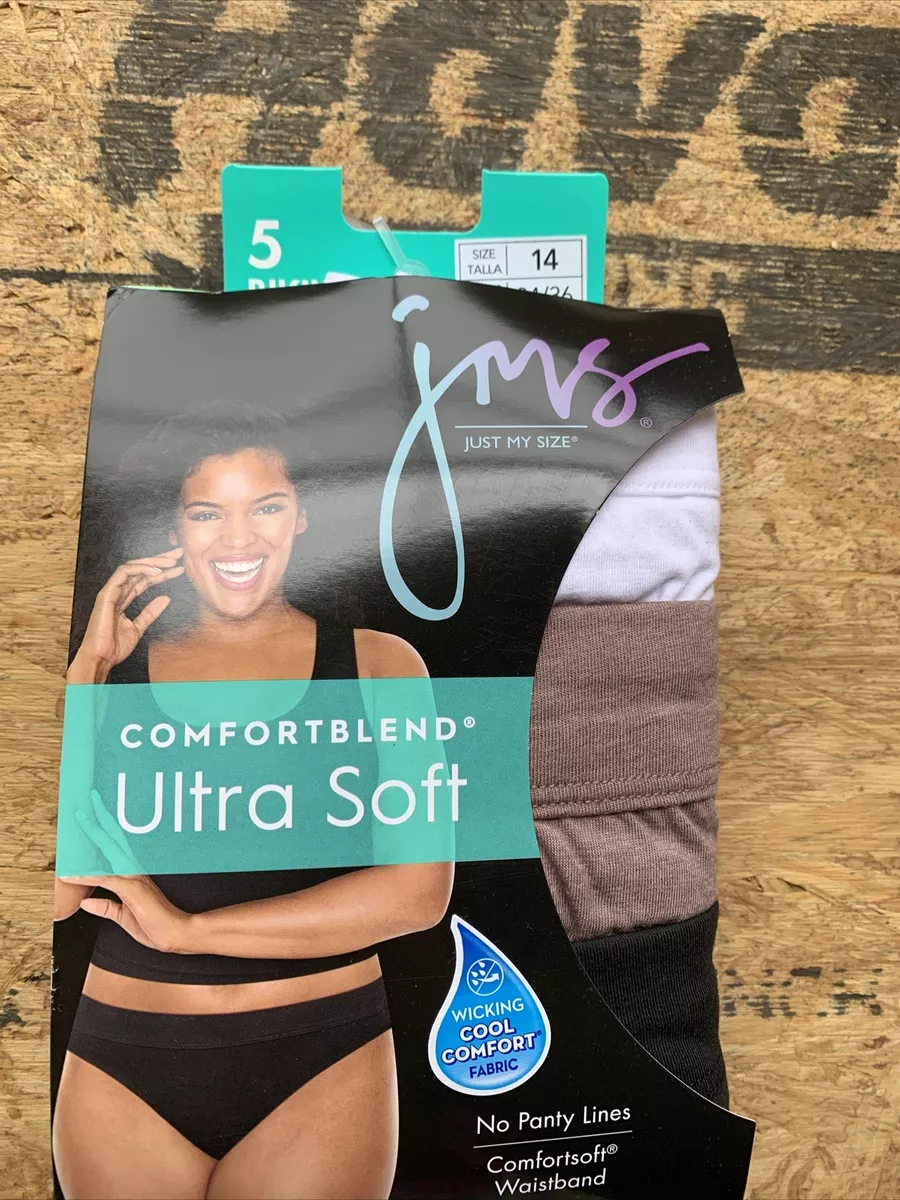 5
SIZE
TALLA
14
jms®
JUST MY SIZE®
COMFORTBLEND®
Ultra Soft
WICKING
COOL
COMFORT®
FABRIC
No Panty Lines
Comfortsoft®
Waistband